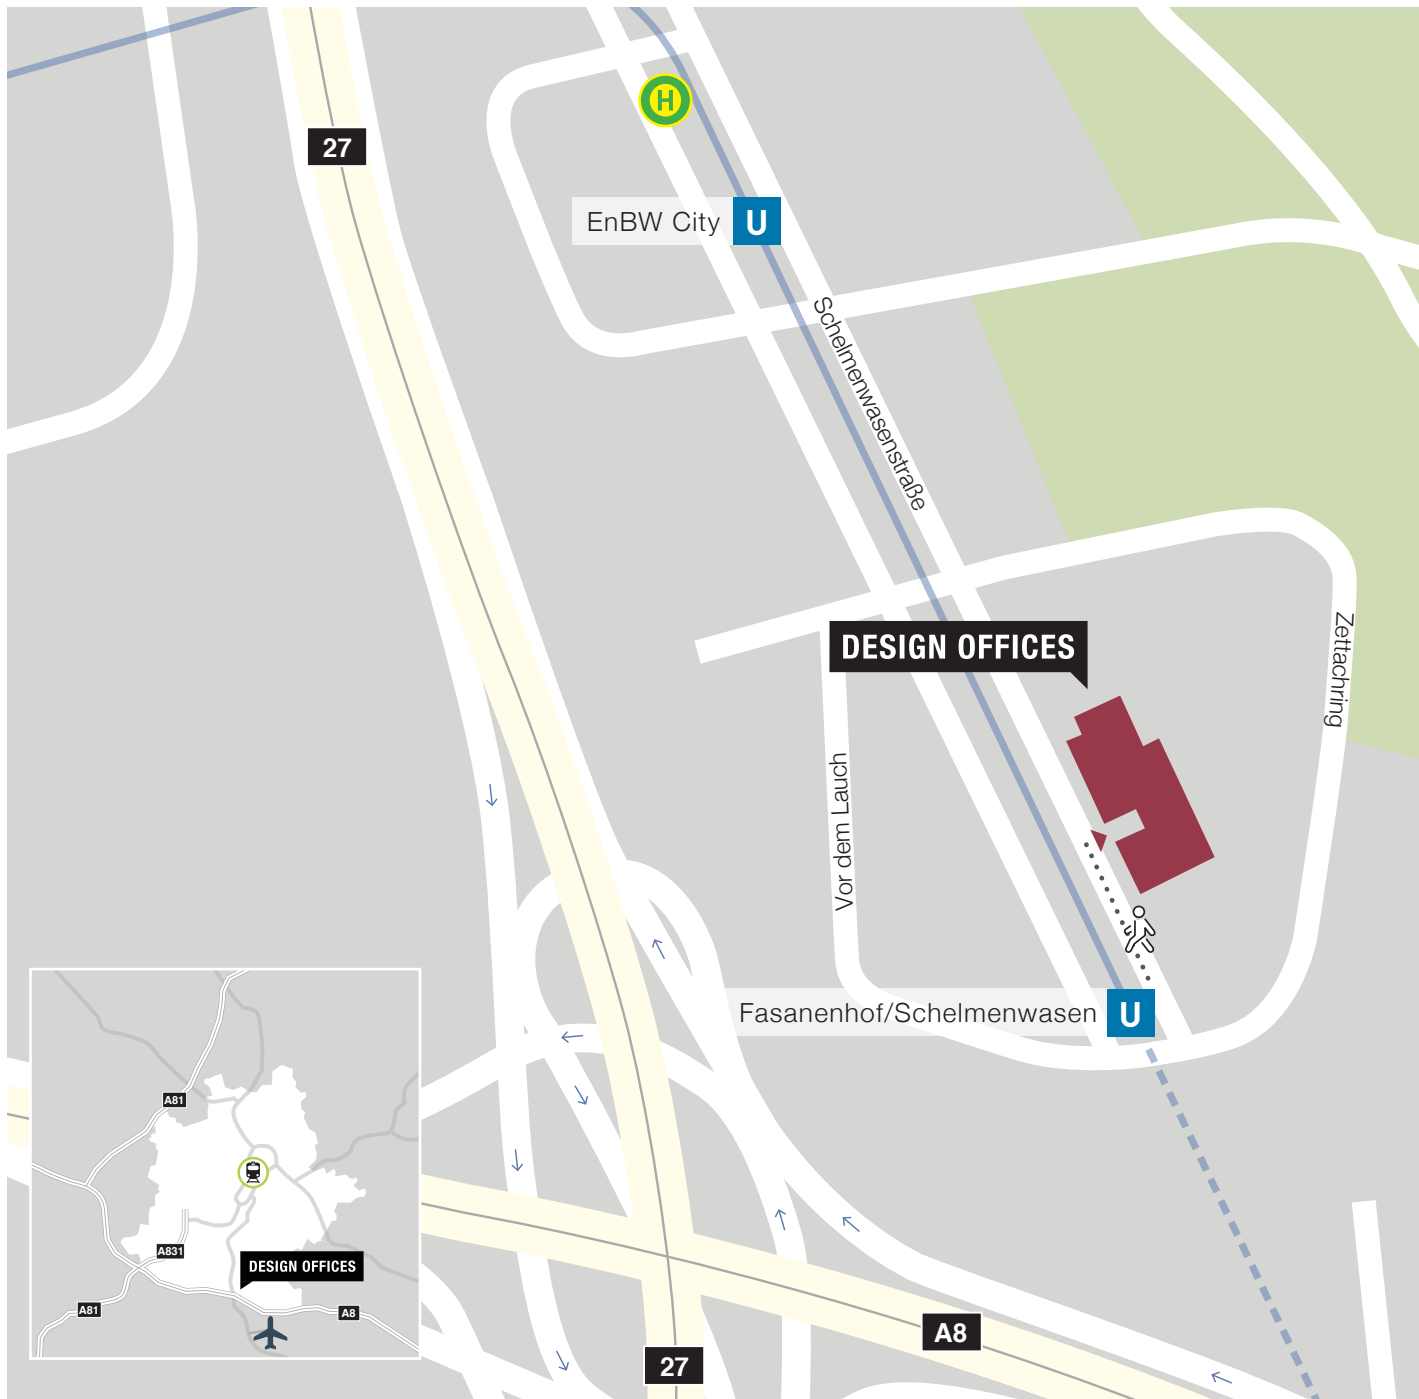 H
27
EnBW City
U
Schelmenwasenstraße
DESIGN OFFICES
Zettachring
Vor dem Lauch
Fasanenhof/Schelmenwasen
U
A81
A831
DESIGN OFFICES
A81
A8
A8
27